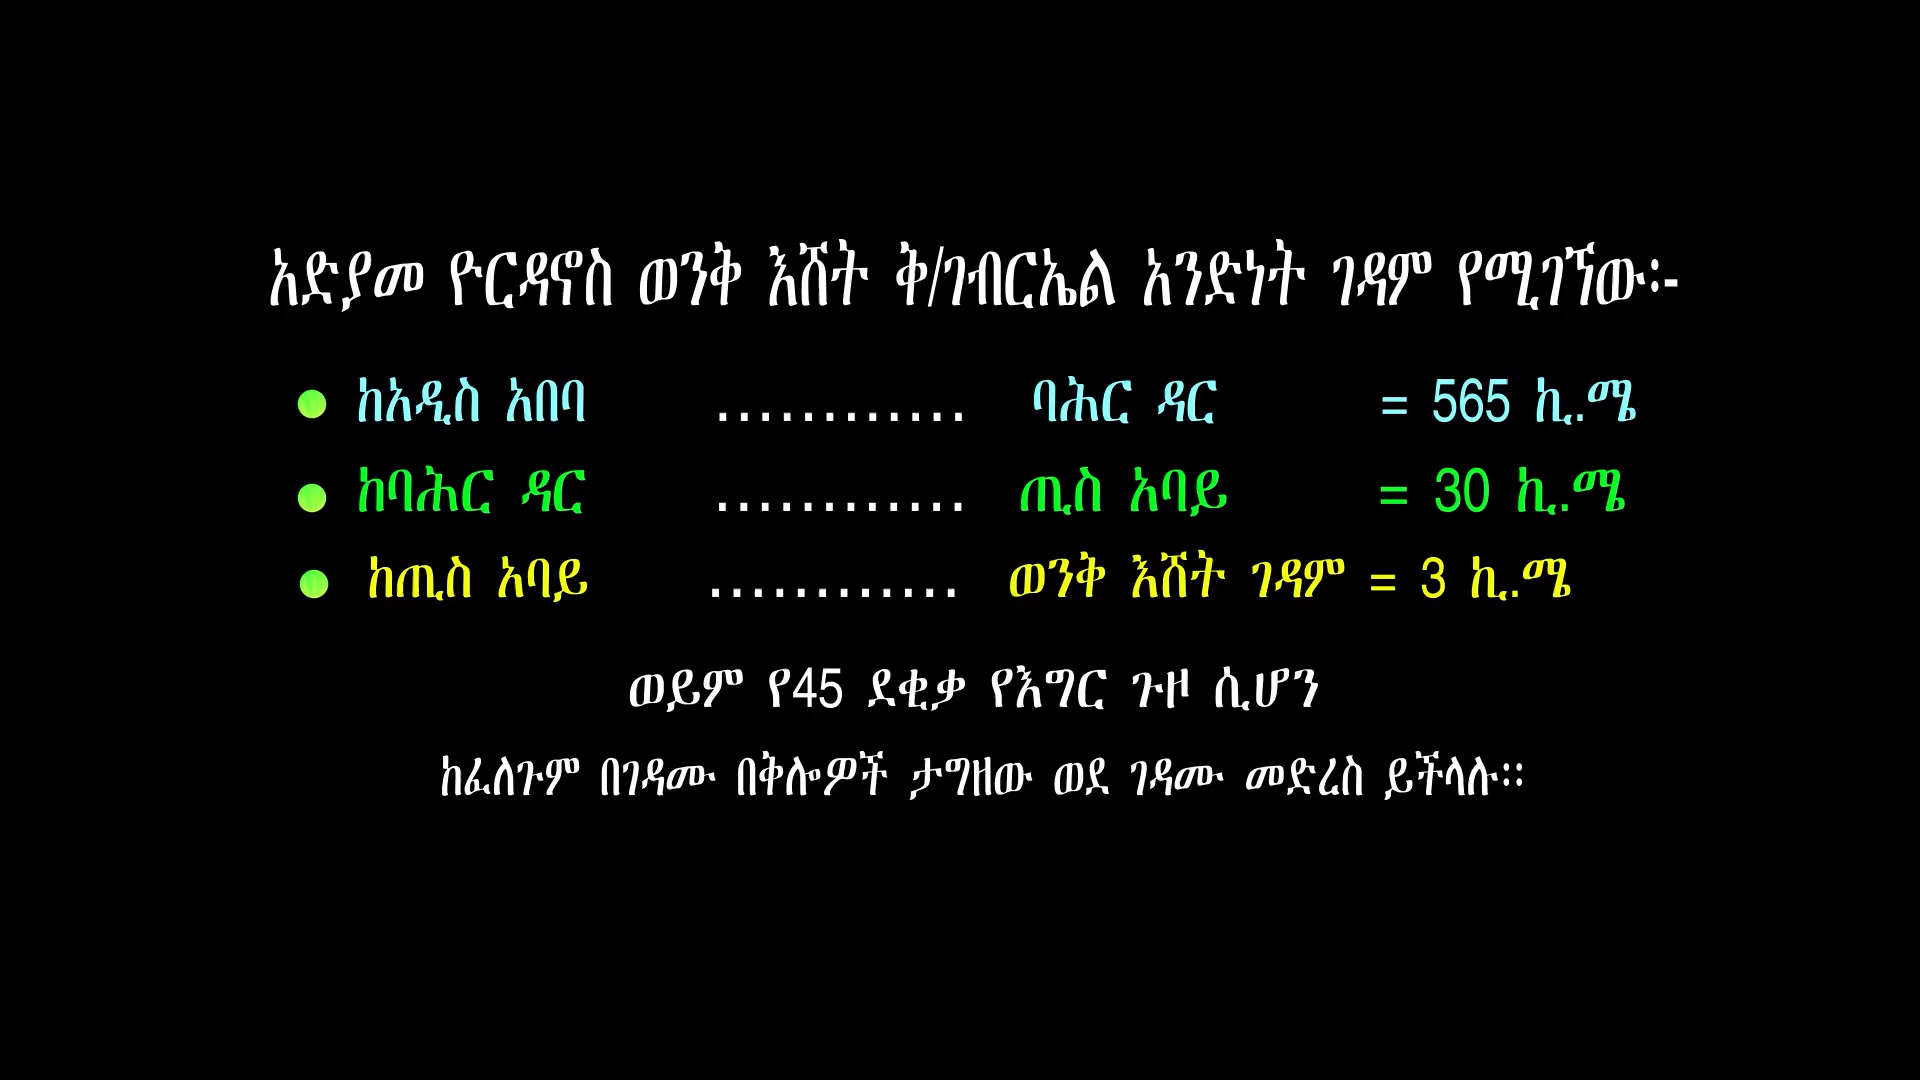 አድያመ ዮርዳኖስ ወንቅ እሸት ቅ/ገብርኤል አንድነት ገዳም የሚገኘው፡-
• ከአዲስ አበባ ............ ባሕር ዳር = 565 ኪ.ሜ
• ከባሕር ዳር ............ ጢስ አባይ = 30 ኪ.ሜ
• ከጢስ አባይ ............ ወንቅ እሸት ገዳም = 3 ኪ.ሜ
ወይም የ45 ደቂቃ የእግር ጉዞ ሲሆን
ከፈለጉም በገዳሙ በቅሎዎች ታግዘው ወደ ገዳሙ መድረስ ይችላሉ፡፡